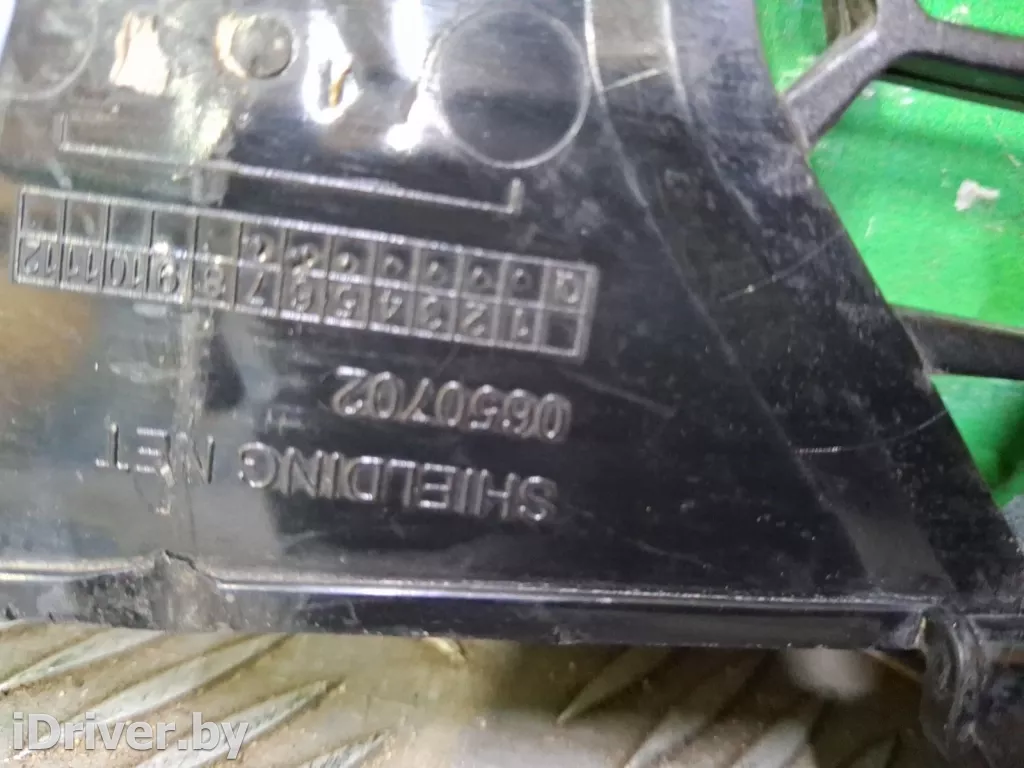 SHIELDING NET
0650702
1 2 3 4 5 6 7 8 9 10 11 12
iDriver.by